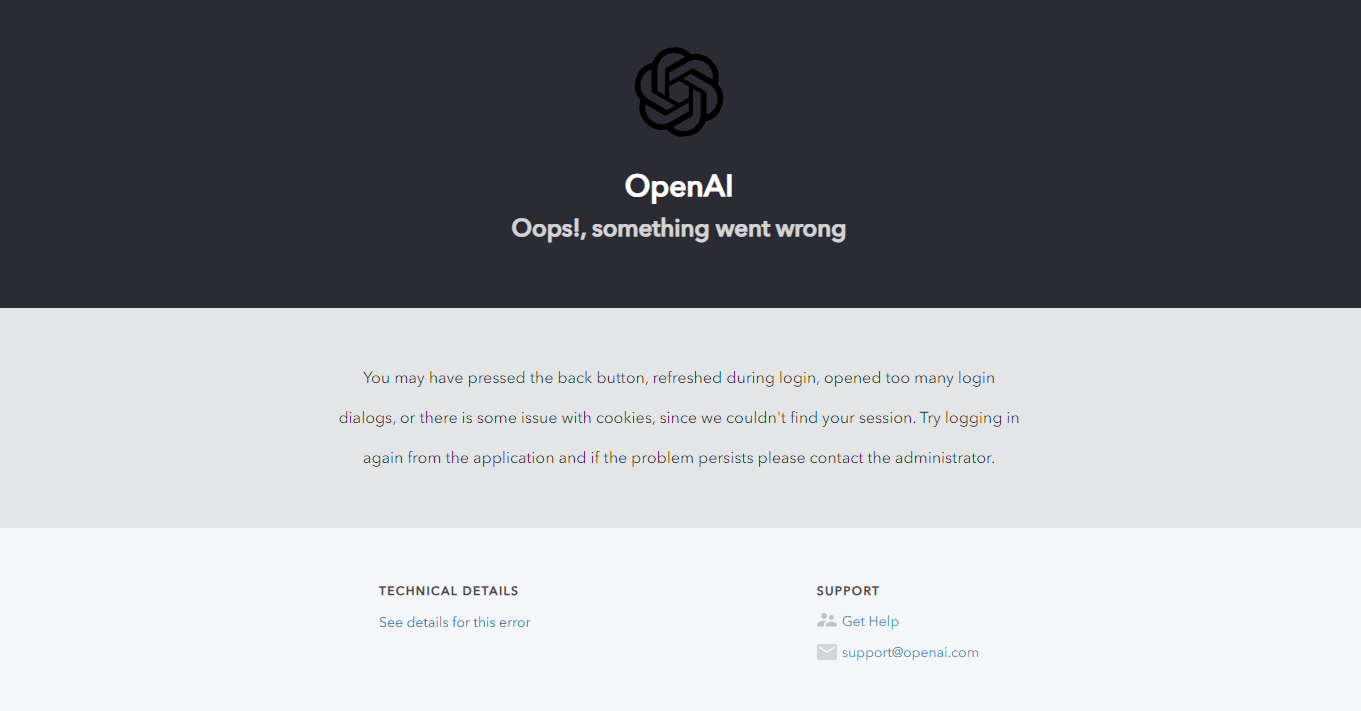 OpenAI
Oops!, something went wrong
You may have pressed the back button, refreshed during login, opened too many login
dialogs, or there is some issue with cookies, since we couldn't find your session. Try logging in
again from the application and if the problem persists please contact the administrator.
TECHNICAL DETAILS
See details for this error
SUPPORT
Get Help
support@openai.com